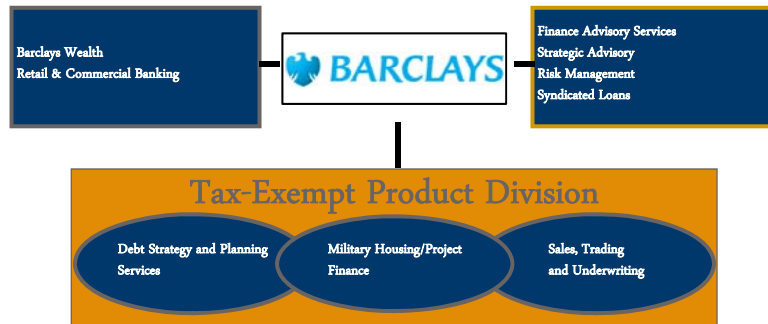 Barclays Wealth
Retail & Commercial Banking
BARCLAYS
Finance Advisory Services
Strategic Advisory
Risk Management
Syndicated Loans
Tax-Exempt Product Division
Debt Strategy and Planning
Services
Military Housing/Project
Finance
Sales, Trading
and Underwriting